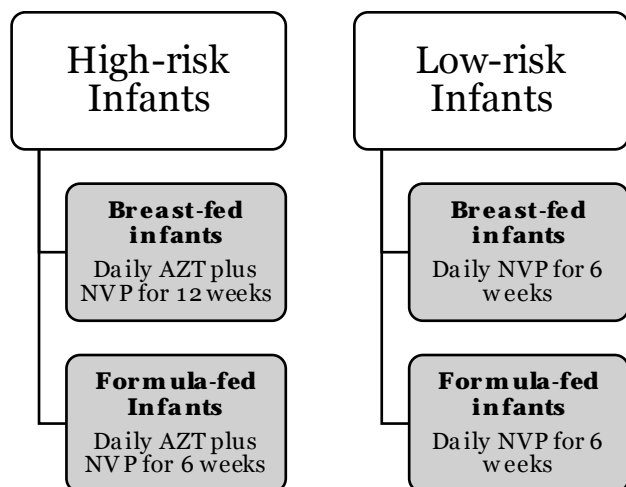 High-risk
Infants
Breast-fed
infants
Daily AZT plus
NVP for 12 weeks
Formula-fed
Infants
Daily AZT plus
NVP for 6 weeks
Low-risk
Infants
Breast-fed
infants
Daily NVP for 6
weeks
Formula-fed
infants
Daily NVP for 6
weeks